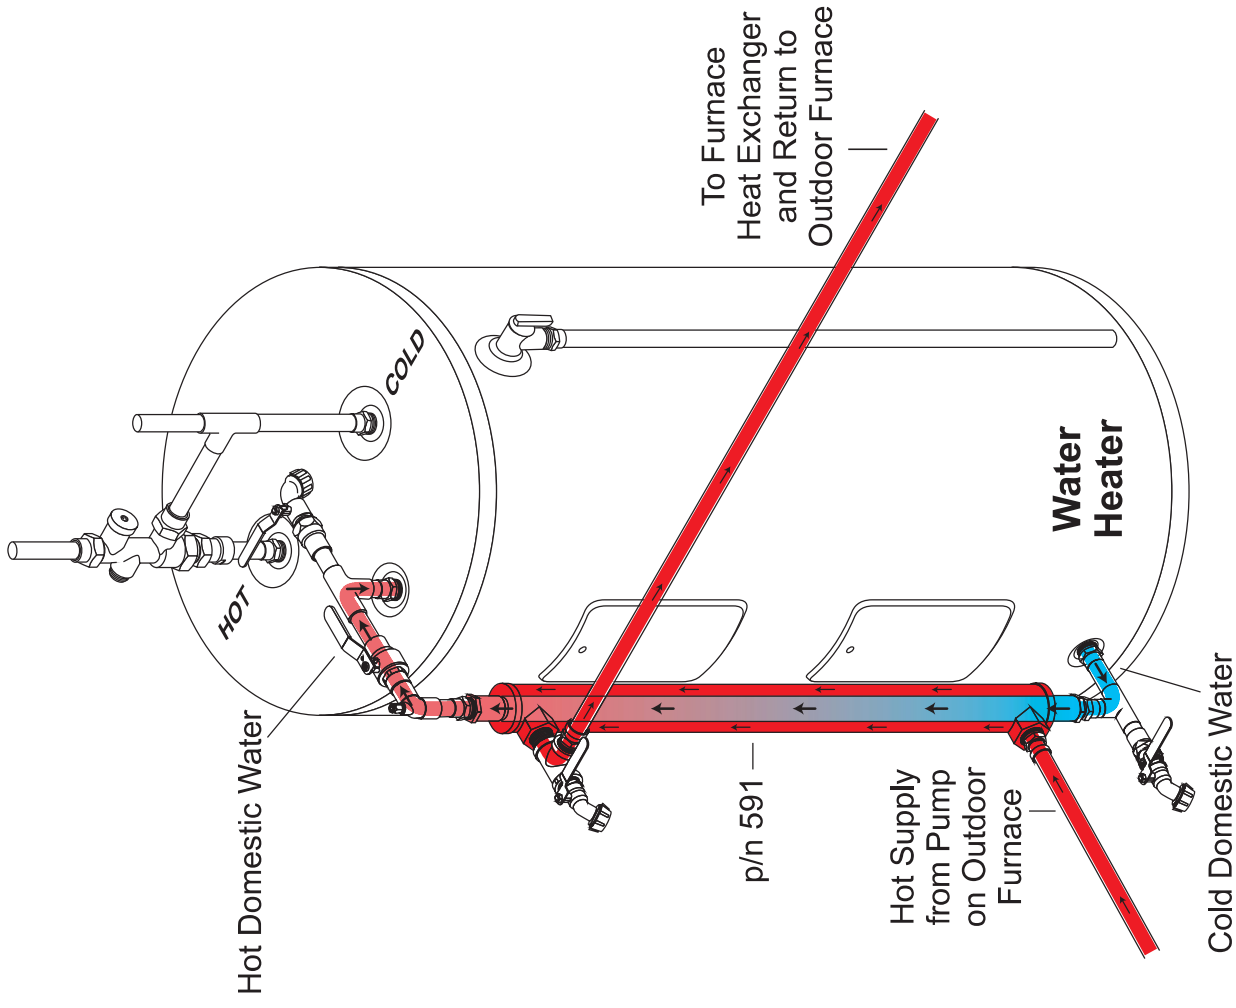 To Furnace
Heat Exchanger
and Return to
Outdoor Furnace
COLD
HOT
Water
Heater
Hot Domestic Water
p/n 591
Hot Supply
from Pump
on Outdoor
Furnace
Cold Domestic Water